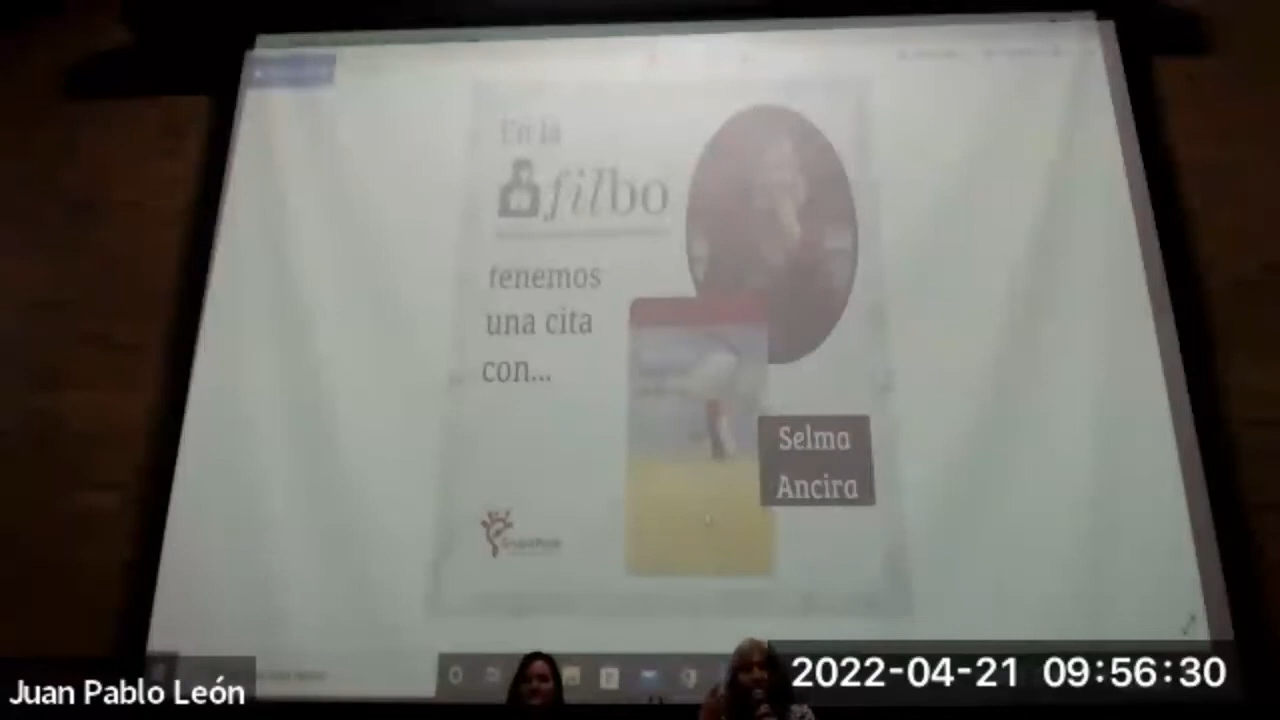 En la
filbo
tenemos
una cita
con...
Selma
Ancira
2022-04-21 09:56:30
Juan Pablo León